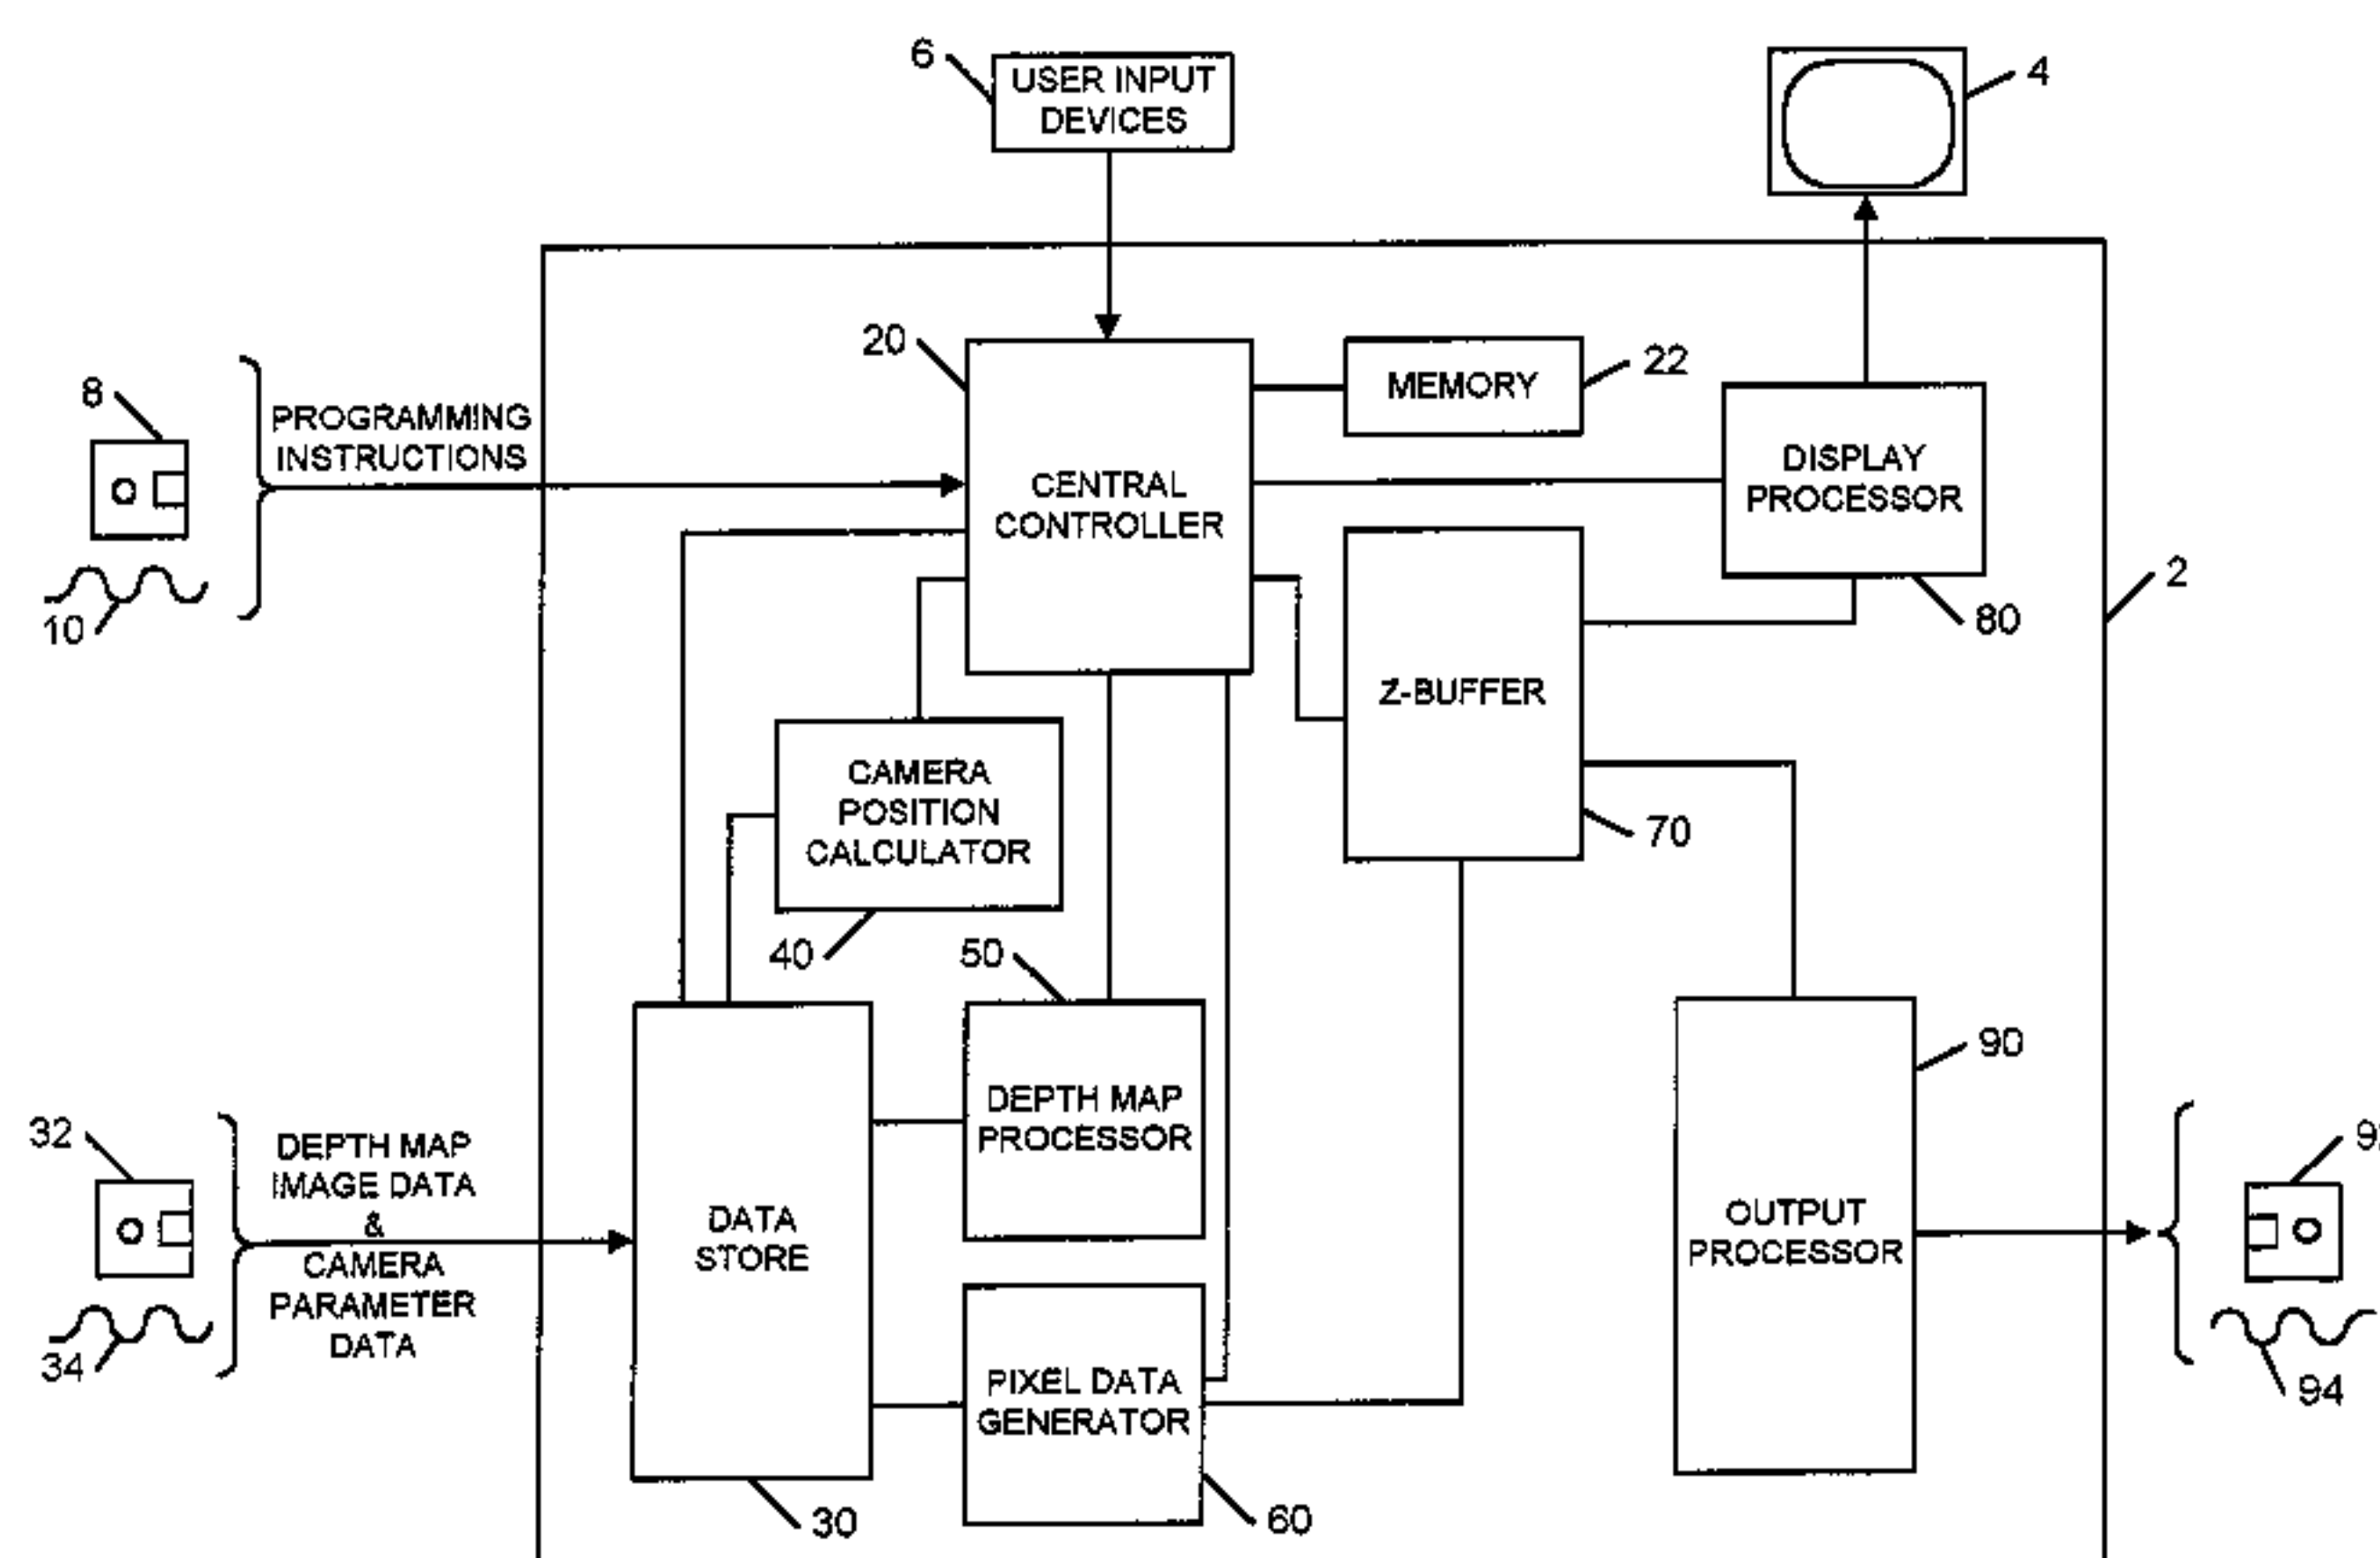 6
USER INPUT
DEVICES
4
20
MEMORY
22
8
PROGRAMMING
INSTRUCTIONS
CENTRAL
CONTROLLER
DISPLAY
PROCESSOR
2
10
80
Z-BUFFER
CAMERA
POSITION
CALCULATOR
70
40
50
90
32
DEPTH MAP
IMAGE DATA
&
CAMERA
PARAMETER
DATA
DEPTH MAP
PROCESSOR
DATA
STORE
OUTPUT
PROCESSOR
34
PIXEL DATA
GENERATOR
94
30
60